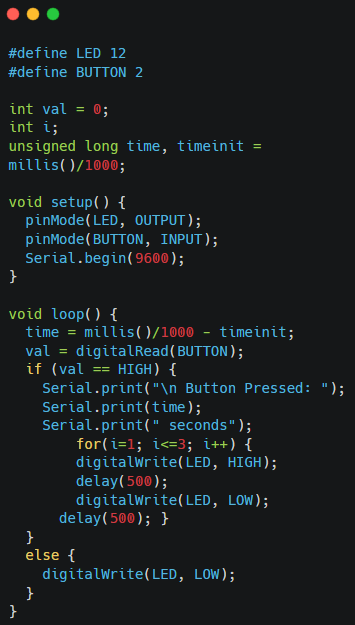 #define LED 12
#define BUTTON 2

int val = 0;
int i;
unsigned long time, timeinit =
millis()/1000;

void setup() {
  pinMode(LED, OUTPUT);
  pinMode(BUTTON, INPUT);
  Serial.begin(9600);
}

void loop() {
  time = millis()/1000 - timeinit;
  val = digitalRead(BUTTON);
  if (val == HIGH) {
    Serial.print("\n Button Pressed: ");
    Serial.print(time);
    Serial.print(" seconds");
        for(i=1; i<=3; i++) {
        digitalWrite(LED, HIGH);
        delay(500);
        digitalWrite(LED, LOW);
      delay(500); }
  }
  else {
    digitalWrite(LED, LOW);
  }
}